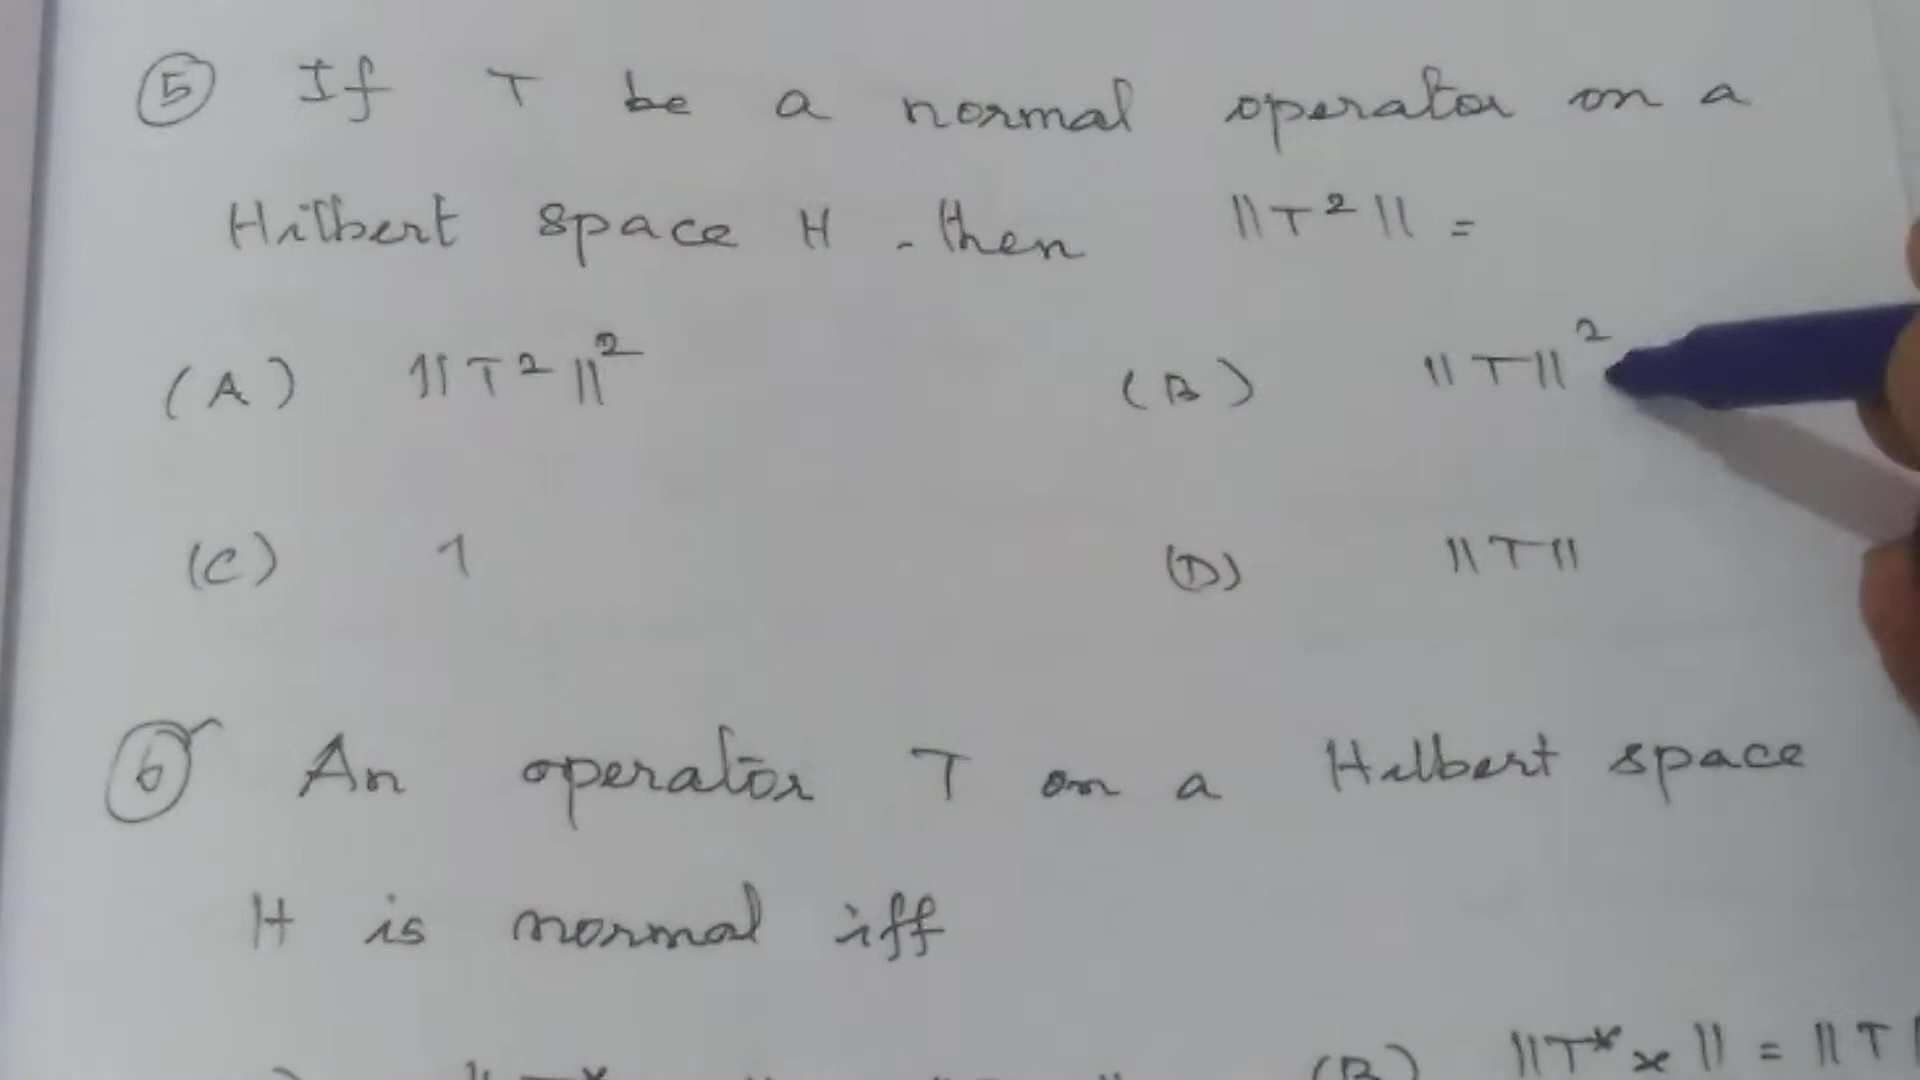 5 If T be a normal operator on a
Hilbert space H . then ||T²|| =
(A) ||T²||² (B) ||T||²
(C) 1 (D) ||T||
6 An operator T on a Hilbert space
H is normal iff
(B) ||T*x|| = ||T